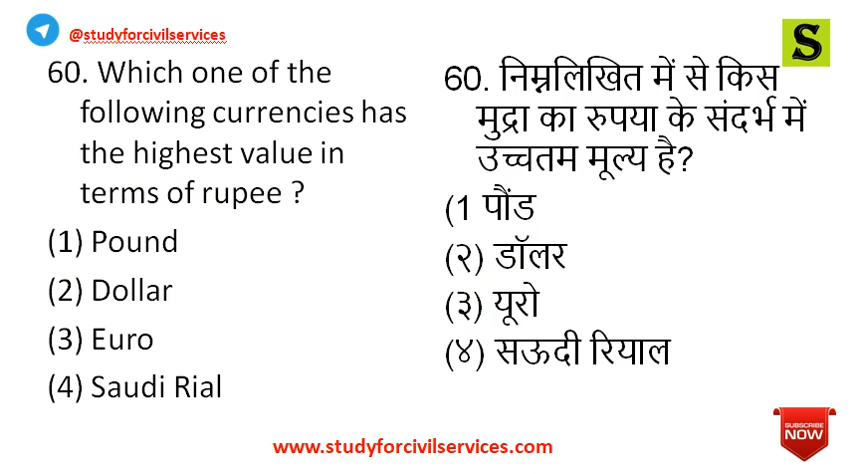 @studyforcivilservices
S
60. Which one of the
following currencies has
the highest value in
terms of rupee ?
(1) Pound
(2) Dollar
(3) Euro
(4) Saudi Rial
60. निम्नलिखित में से किस
मुद्रा का रुपया के संदर्भ में
उच्चतम मूल्य है?
(1 पौंड
(२) डॉलर
(३) यूरो
(४) सऊदी रियाल
SUBSCRIBE
NOW
www.studyforcivilservices.com